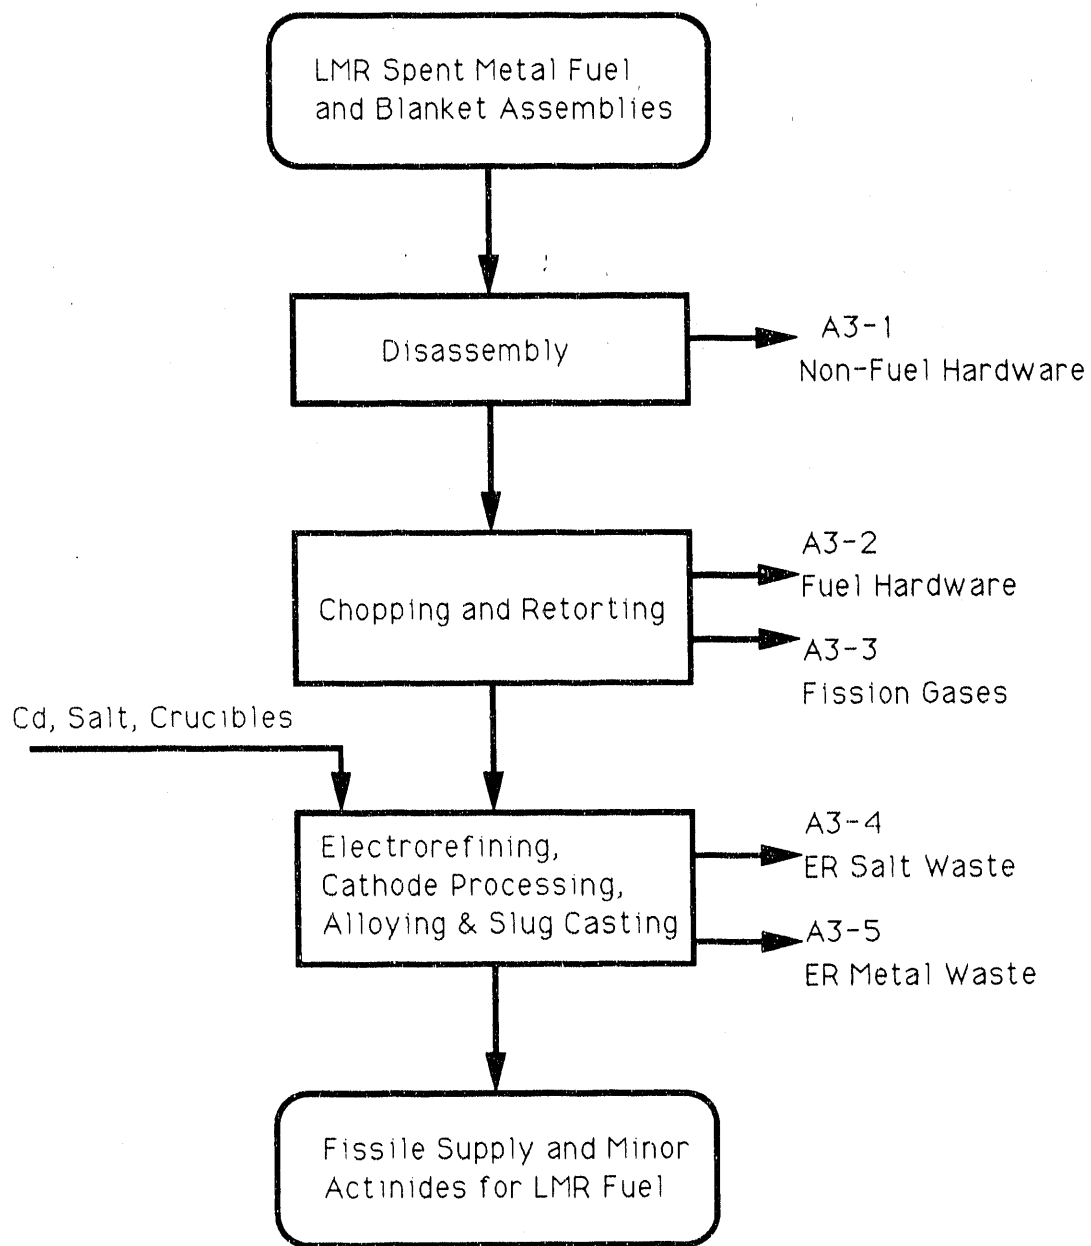 LMR Spent Metal Fuel
and Blanket Assemblies
Disassembly
A3-1
Non-Fuel Hardware
Chopping and Retorting
A3-2
Fuel Hardware
A3-3
Fission Gases
Cd, Salt, Crucibles
Electrorefining,
Cathode Processing,
Alloying & Slug Casting
A3-4
ER Salt Waste
A3-5
ER Metal Waste
Fissile Supply and Minor
Actinides for LMR Fuel